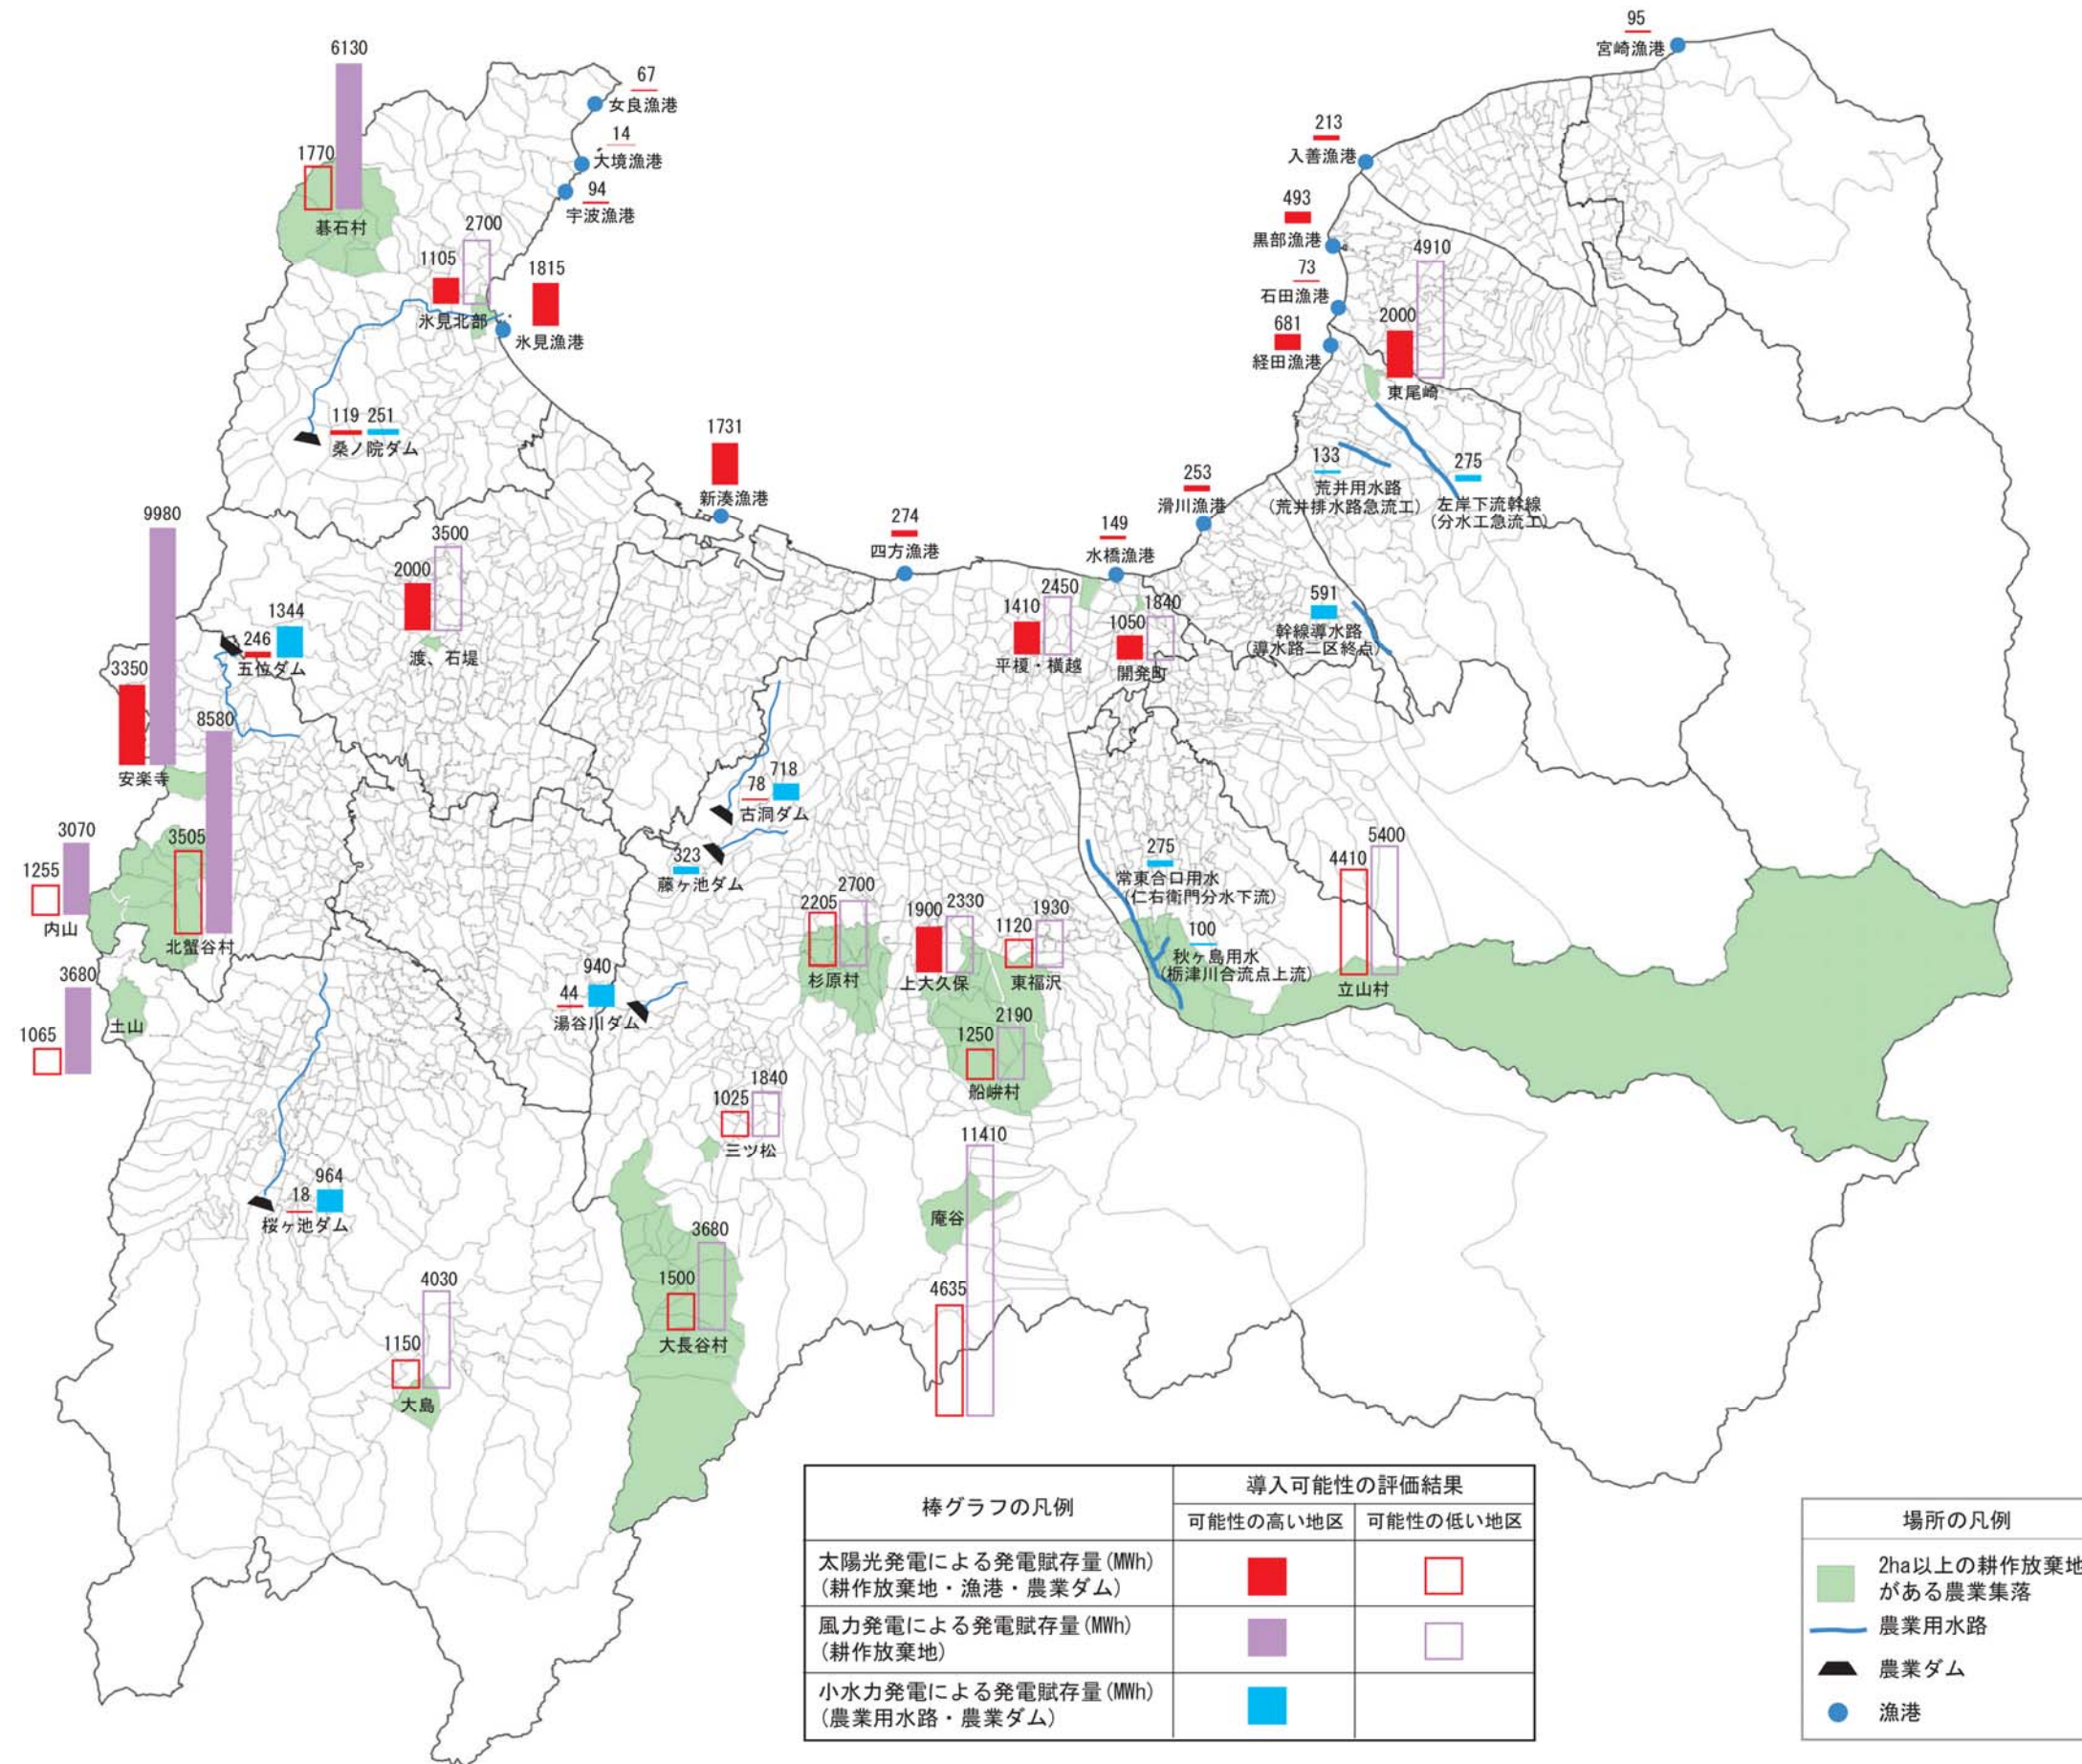 95
宮崎漁港
6130
1770
碁石村
67
女良漁港
14
大境漁港
94
宇波漁港
213
入善漁港
493
黒部漁港
73
石田漁港
681
経田漁港
4910
2000
東尾崎
2700
1105
氷見北部
1815
氷見漁港
119 251
桑ノ院ダム
1731
新湊漁港
274
四方漁港
149
水橋漁港
253
滑川漁港
133
荒井用水路
(荒井排水路急流工)
275
左岸下流幹線
(分水工急流工)
591
幹線導水路
(導水路二区終点)
9980
3350
安楽寺
246
1344
五位ダム
3500
2000
渡、石堤
2450
1410
平榎・横越
1840
1050
開発町
8580
3505
北蟹谷村
3070
1255
内山
3680
1065
土山
78
718
古洞ダム
323
藤ヶ池ダム
275
常東合口用水
(仁右衛門分水下流)
100
秋ヶ島用水
(栃津川合流点上流)
5400
4410
立山村
2700
2205
杉原村
2330
1900
上大久保
1930
1120
東福沢
2190
1250
船峅村
940
44
湯谷川ダム
1840
1025
三ツ松
964
18
桜ヶ池ダム
11410
4635
庵谷
3680
1500
大長谷村
4030
1150
大島
棒グラフの凡例
導入可能性の評価結果
可能性の高い地区
可能性の低い地区
太陽光発電による発電賦存量(MWh)
(耕作放棄地・漁港・農業ダム)
風力発電による発電賦存量(MWh)
(耕作放棄地)
小水力発電による発電賦存量(MWh)
(農業用水路・農業ダム)
場所の凡例
2ha以上の耕作放棄地
がある農業集落
農業用水路
農業ダム
漁港